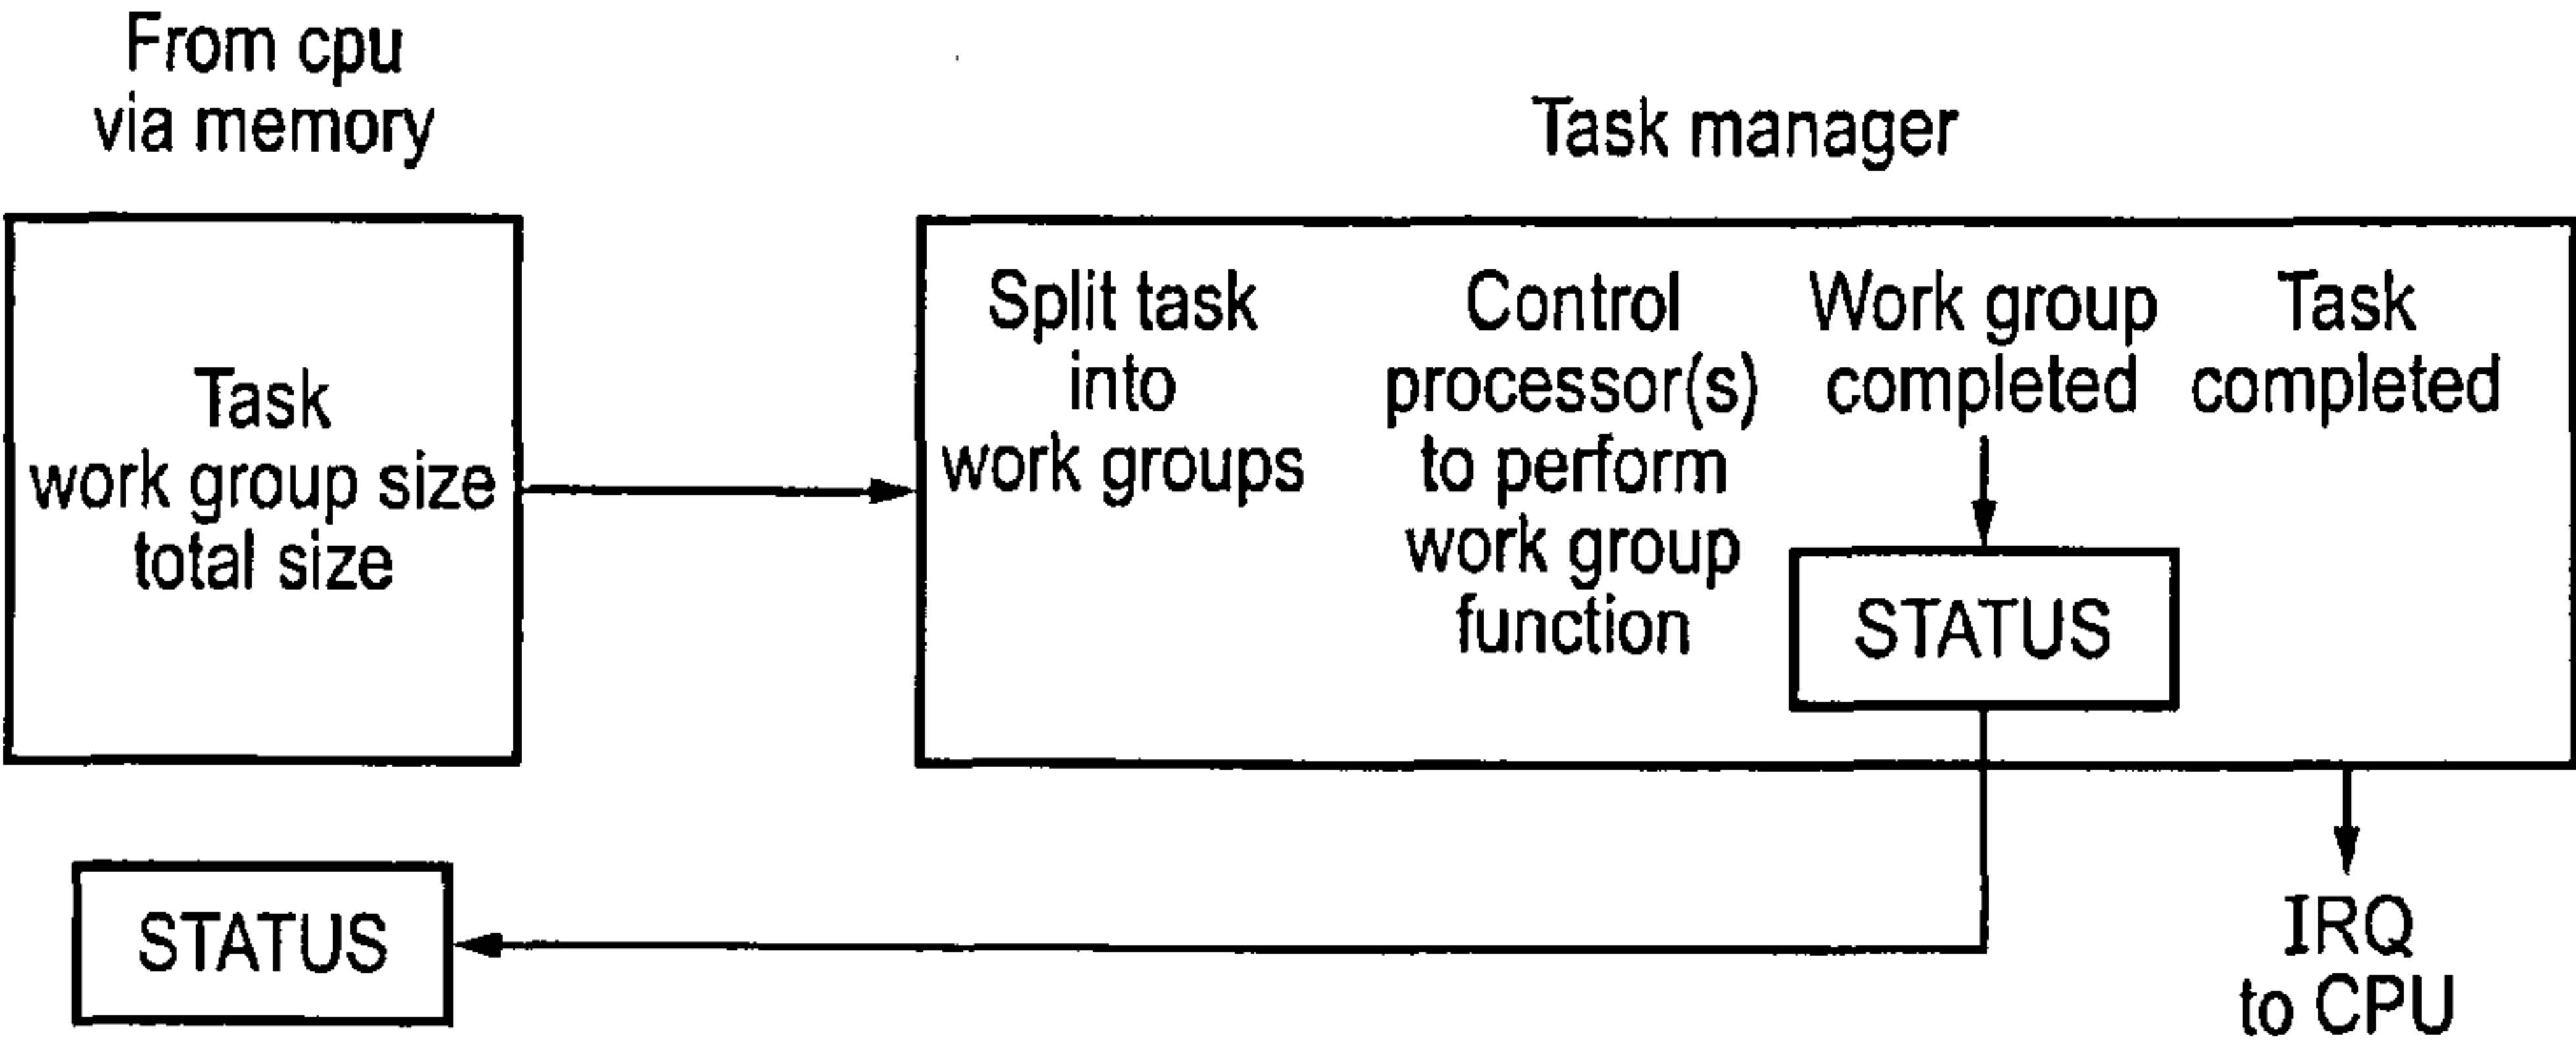 From cpu
via memory
Task manager
Task
work group size
total size
Split task
into
work groups
Control
processor(s)
to perform
work group
function
Work group
completed
STATUS
Task
completed
STATUS
IRQ
to CPU